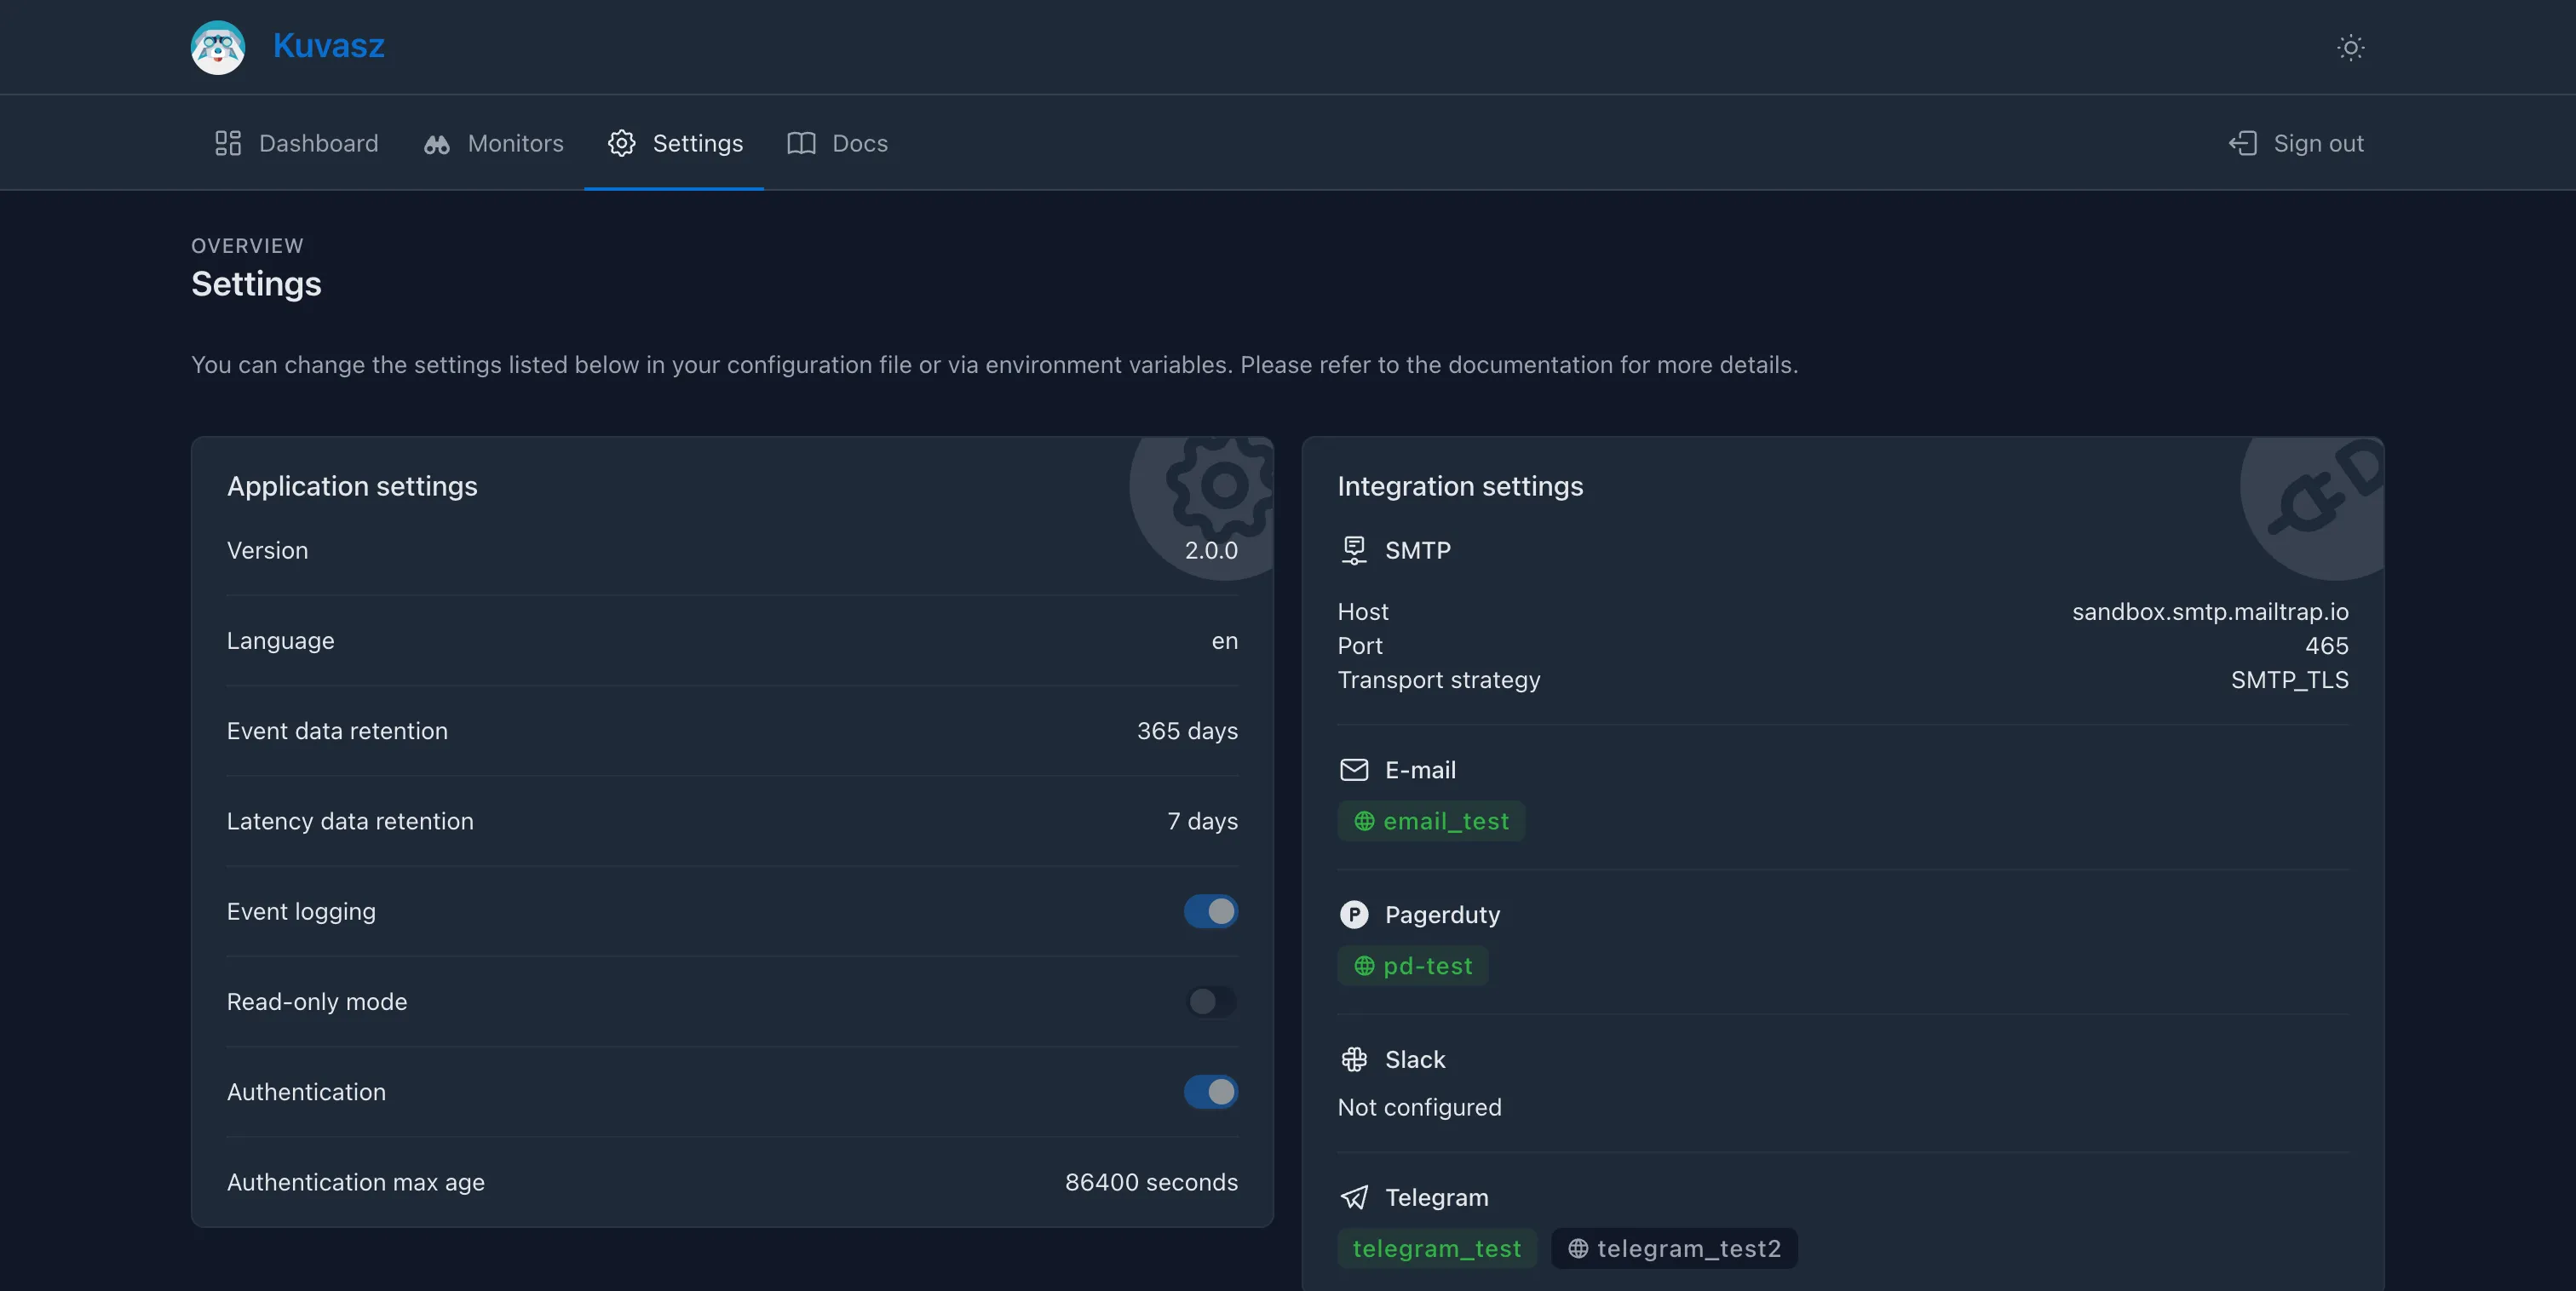 Kuvasz
Dashboard
Monitors
Settings
Docs
Sign out
OVERVIEW
Settings
You can change the settings listed below in your configuration file or via environment variables. Please refer to the documentation for more details.
Application settings
Version 2.0.0
Language en
Event data retention 365 days
Latency data retention 7 days
Event logging
Read-only mode
Authentication
Authentication max age 86400 seconds
Integration settings
SMTP
Host sandbox.smtp.mailtrap.io
Port 465
Transport strategy SMTP_TLS
E-mail
email_test
Pagerduty
pd-test
Slack
Not configured
Telegram
telegram_test telegram_test2